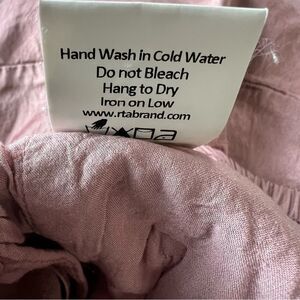 Hand Wash in Cold Water
Do not Bleach
Hang to Dry
Iron on Low
www.rtabrand.com